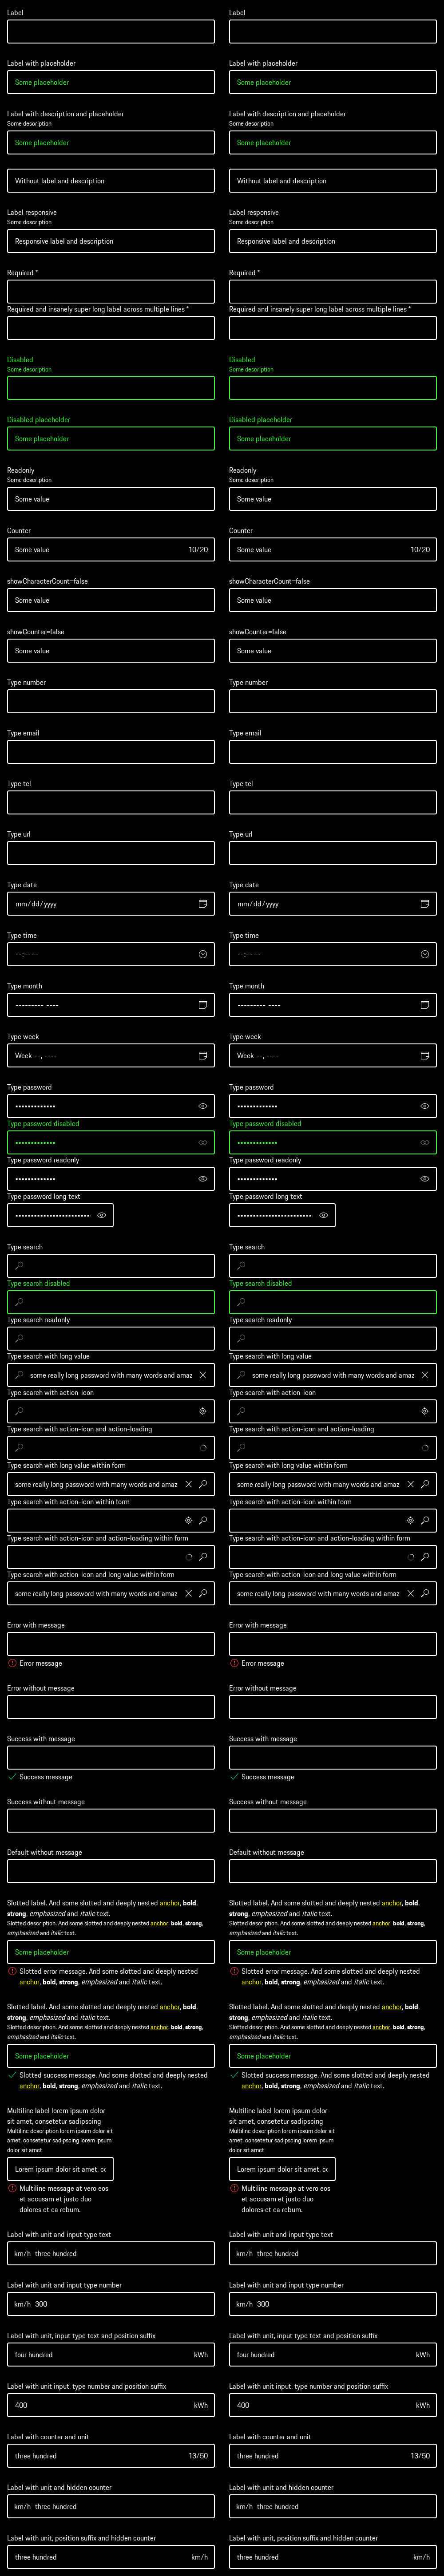 Label
Label with placeholder
Some placeholder
Label with description and placeholder
Some description
Some placeholder
Without label and description
Label responsive
Some description
Responsive label and description
Required *
Required and insanely super long label across multiple lines *
Disabled
Some description
Disabled placeholder
Some placeholder
Readonly
Some description
Some value
Counter
Some value 10/20
showCharacterCount=false
Some value
showCounter=false
Some value
Type number
Type email
Type tel
Type url
Type date
mm/dd/yyyy
Type time
--:-- --
Type month
--------- ----
Type week
Week --, ----
Type password
Type password disabled
Type password readonly
Type password long text
Type search
Type search disabled
Type search readonly
Type search with long value
some really long password with many words and amaz
Type search with action-icon
Type search with action-icon and action-loading
Type search with long value within form
some really long password with many words and amaz
Type search with action-icon within form
Type search with action-icon and action-loading within form
Type search with action-icon and long value within form
some really long password with many words and amaz
Error with message
Error message
Error without message
Success with message
Success message
Success without message
Default without message
Slotted label. And some slotted and deeply nested anchor, bold,
strong, emphasized and italic text.
Slotted description. And some slotted and deeply nested anchor, bold, strong,
emphasized and italic text.
Some placeholder
Slotted error message. And some slotted and deeply nested
anchor, bold, strong, emphasized and italic text.
Slotted label. And some slotted and deeply nested anchor, bold,
strong, emphasized and italic text.
Slotted description. And some slotted and deeply nested anchor, bold, strong,
emphasized and italic text.
Some placeholder
Slotted success message. And some slotted and deeply nested
anchor, bold, strong, emphasized and italic text.
Multiline label lorem ipsum dolor
sit amet, consetetur sadipscing
Multiline description lorem ipsum dolor sit
amet, consetetur sadipscing lorem ipsum
dolor sit amet
Lorem ipsum dolor sit amet, cc
Multiline message at vero eos
et accusam et justo duo
dolores et ea rebum.
Label with unit and input type text
km/h three hundred
Label with unit and input type number
km/h 300
Label with unit, input type text and position suffix
four hundred kWh
Label with unit input, type number and position suffix
400 kWh
Label with counter and unit
three hundred 13/50
Label with unit and hidden counter
km/h three hundred
Label with unit, position suffix and hidden counter
three hundred km/h
Label
Label with placeholder
Some placeholder
Label with description and placeholder
Some description
Some placeholder
Without label and description
Label responsive
Some description
Responsive label and description
Required *
Required and insanely super long label across multiple lines *
Disabled
Some description
Disabled placeholder
Some placeholder
Readonly
Some description
Some value
Counter
Some value 10/20
showCharacterCount=false
Some value
showCounter=false
Some value
Type number
Type email
Type tel
Type url
Type date
mm/dd/yyyy
Type time
--:-- --
Type month
--------- ----
Type week
Week --, ----
Type password
Type password disabled
Type password readonly
Type password long text
Type search
Type search disabled
Type search readonly
Type search with long value
some really long password with many words and amaz
Type search with action-icon
Type search with action-icon and action-loading
Type search with long value within form
some really long password with many words and amaz
Type search with action-icon within form
Type search with action-icon and action-loading within form
Type search with action-icon and long value within form
some really long password with many words and amaz
Error with message
Error message
Error without message
Success with message
Success message
Success without message
Default without message
Slotted label. And some slotted and deeply nested anchor, bold,
strong, emphasized and italic text.
Slotted description. And some slotted and deeply nested anchor, bold, strong,
emphasized and italic text.
Some placeholder
Slotted error message. And some slotted and deeply nested
anchor, bold, strong, emphasized and italic text.
Slotted label. And some slotted and deeply nested anchor, bold,
strong, emphasized and italic text.
Slotted description. And some slotted and deeply nested anchor, bold, strong,
emphasized and italic text.
Some placeholder
Slotted success message. And some slotted and deeply nested
anchor, bold, strong, emphasized and italic text.
Multiline label lorem ipsum dolor
sit amet, consetetur sadipscing
Multiline description lorem ipsum dolor sit
amet, consetetur sadipscing lorem ipsum
dolor sit amet
Lorem ipsum dolor sit amet, cc
Multiline message at vero eos
et accusam et justo duo
dolores et ea rebum.
Label with unit and input type text
km/h three hundred
Label with unit and input type number
km/h 300
Label with unit, input type text and position suffix
four hundred kWh
Label with unit input, type number and position suffix
400 kWh
Label with counter and unit
three hundred 13/50
Label with unit and hidden counter
km/h three hundred
Label with unit, position suffix and hidden counter
three hundred km/h